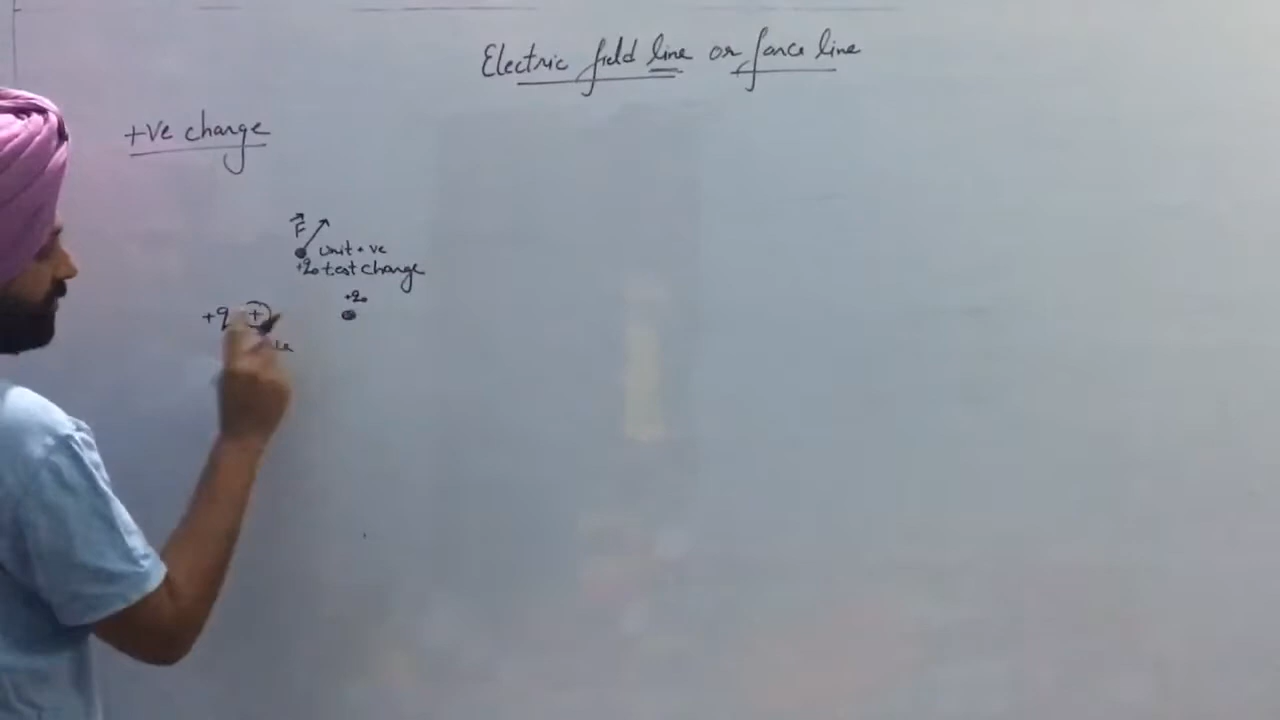 Electric field line or force line
+ve charge
F
unit +ve
+q₀ test charge
+q₀
+q +